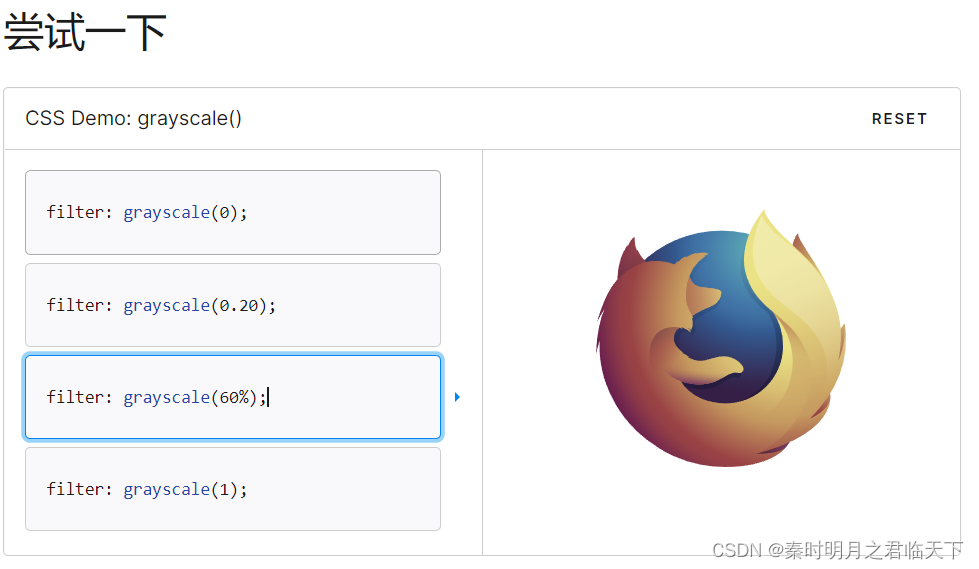 尝试一下
CSS Demo: grayscale()
RESET
filter: grayscale(0);
filter: grayscale(0.20);
filter: grayscale(60%);
filter: grayscale(1);
CSDN @秦时明月之君临天下